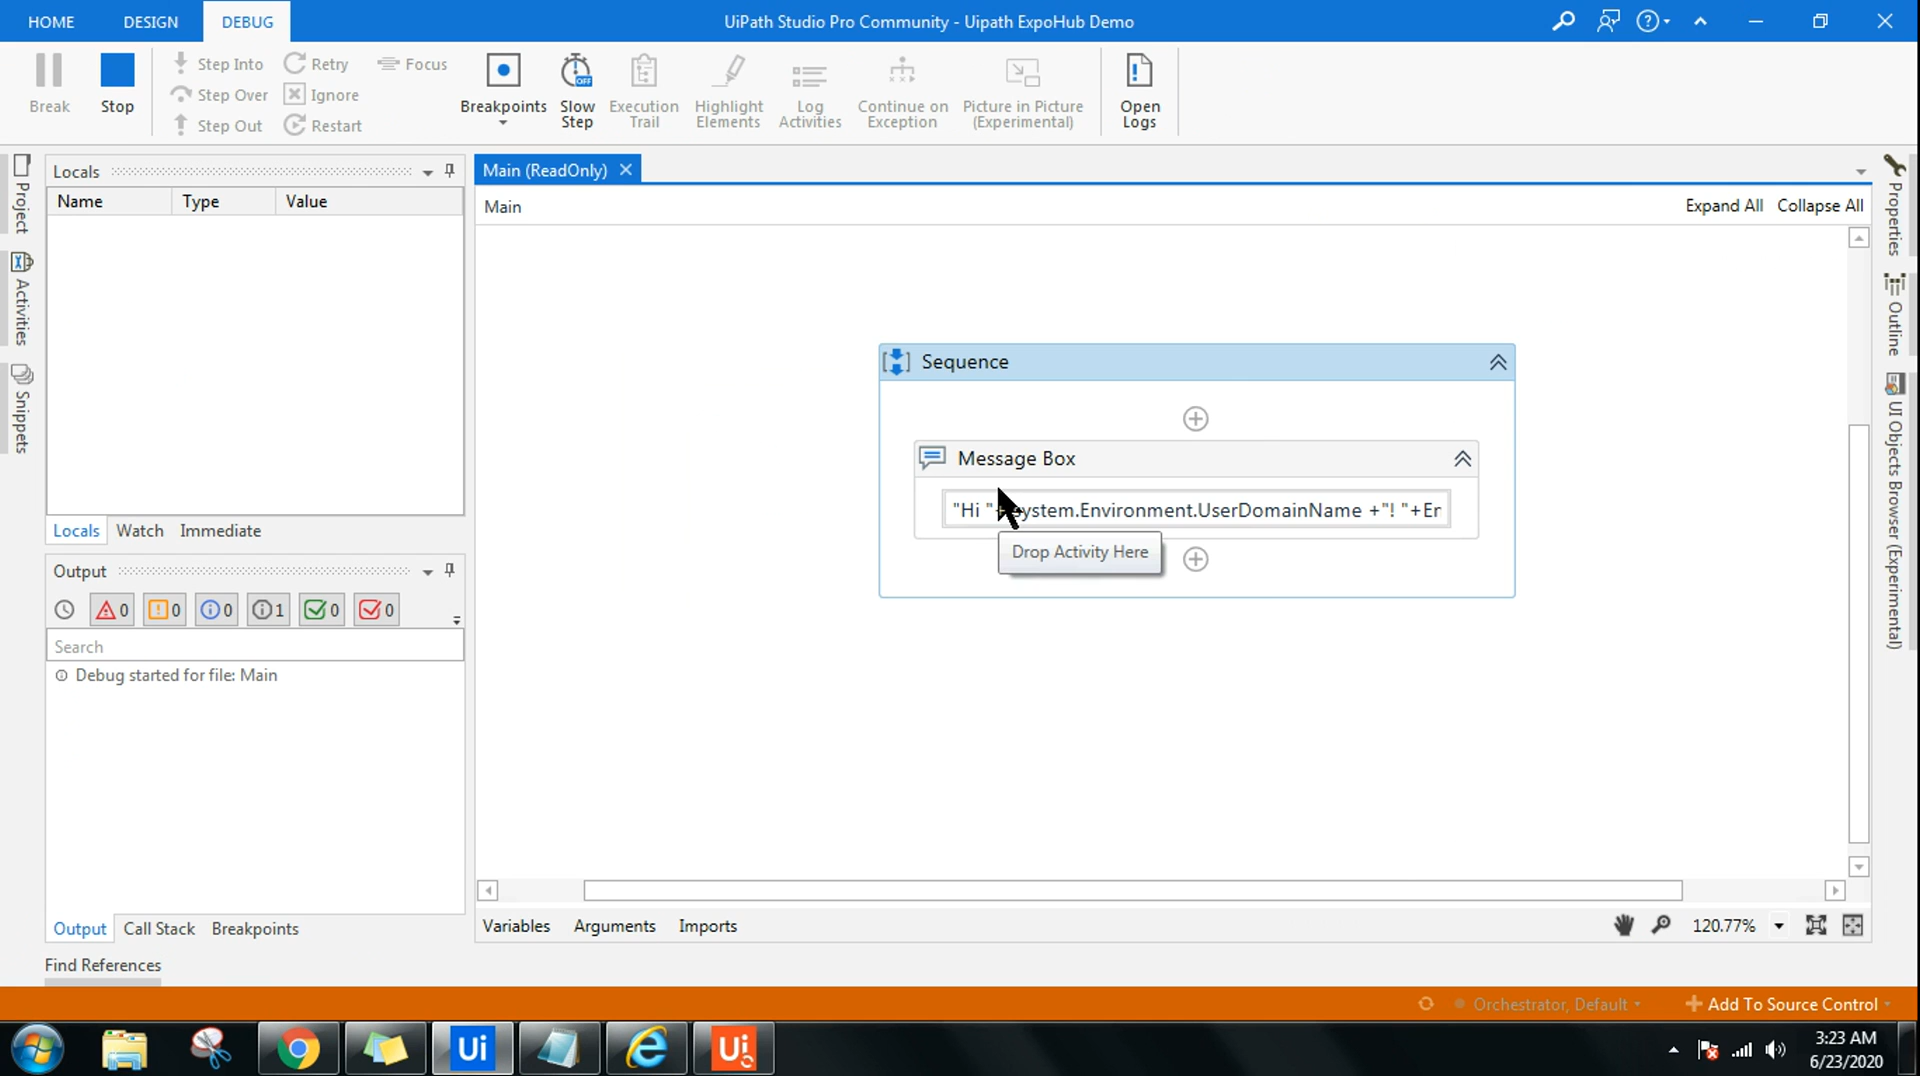 HOME DESIGN DEBUG UiPath Studio Pro Community - Uipath ExpoHub Demo
Break
Stop
Step Into
Step Over
Step Out
Retry
Ignore
Restart
Focus
Breakpoints
Slow
Step
Execution
Trail
Highlight
Elements
Log
Activities
Continue on
Exception
Picture in Picture
(Experimental)
Open
Logs
Project
Activities
Snippets
Locals
Name Type Value
Locals Watch Immediate
Output
0 0 0 1 0 0
Search
Debug started for file: Main
Output Call Stack Breakpoints
Find References
Main (ReadOnly)
Main Expand All Collapse All
Sequence
Message Box
"Hi "+ system.Environment.UserDomainName +"! "+Er
Drop Activity Here
Variables Arguments Imports 120.77%
Properties
Outline
UI Objects Browser (Experimental)
Orchestrator, Default Add To Source Control
Ui Ui
3:23 AM
6/23/2020